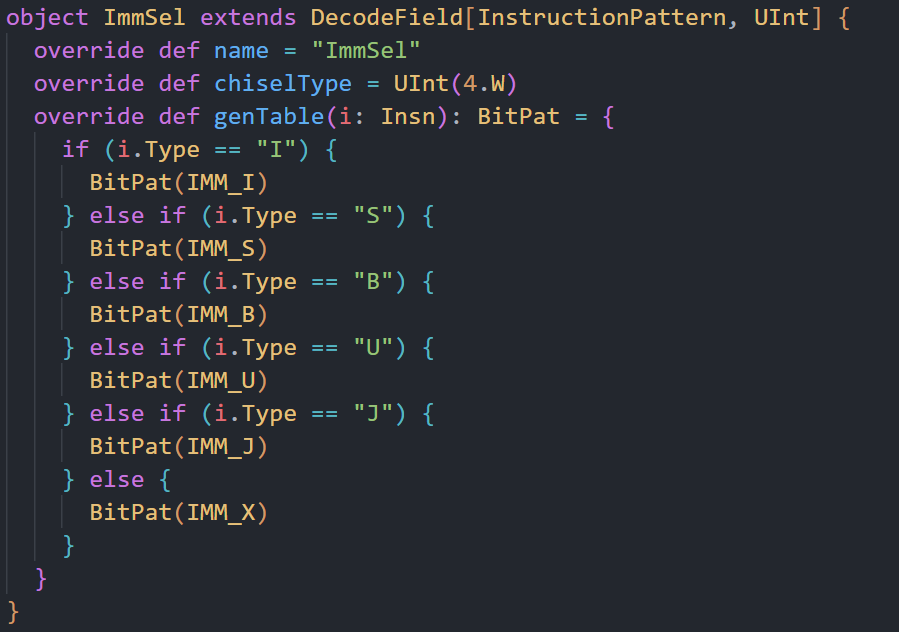 object ImmSel extends DecodeField[InstructionPattern, UInt] {
  override def name = "ImmSel"
  override def chiselType = UInt(4.W)
  override def genTable(i: Insn): BitPat = {
    if (i.Type == "I") {
      BitPat(IMM_I)
    } else if (i.Type == "S") {
      BitPat(IMM_S)
    } else if (i.Type == "B") {
      BitPat(IMM_B)
    } else if (i.Type == "U") {
      BitPat(IMM_U)
    } else if (i.Type == "J") {
      BitPat(IMM_J)
    } else {
      BitPat(IMM_X)
    }
  }
}